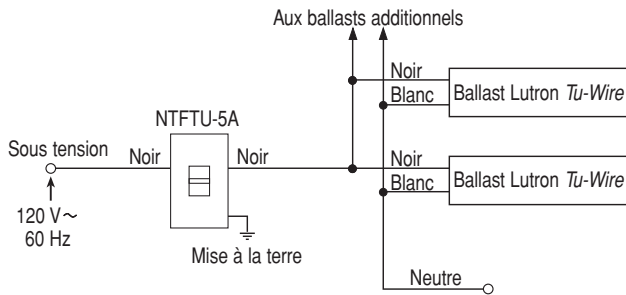 Aux ballasts additionnels
Noir
Blanc
Ballast Lutron Tu-Wire
NTFTU-5A
Sous tension
Noir
Noir
Noir
Blanc
Ballast Lutron Tu-Wire
120 V~
60 Hz
Mise à la terre
Neutre